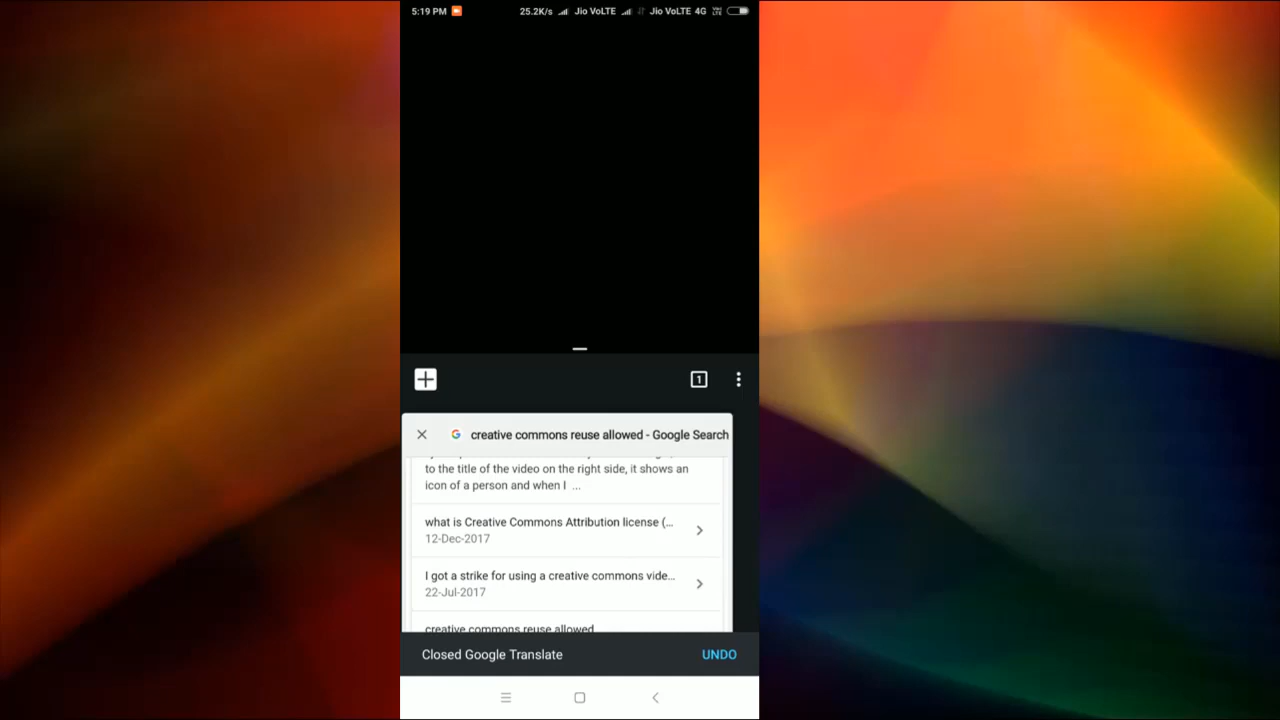 5:19 PM 25.2K/s Jio VoLTE Jio VoLTE 4G
1
creative commons reuse allowed - Google Search
to the title of the video on the right side, it shows an
icon of a person and when I ...
what is Creative Commons Attribution license (...
12-Dec-2017
I got a strike for using a creative commons vide...
22-Jul-2017
creative commons reuse allowed
Closed Google Translate UNDO